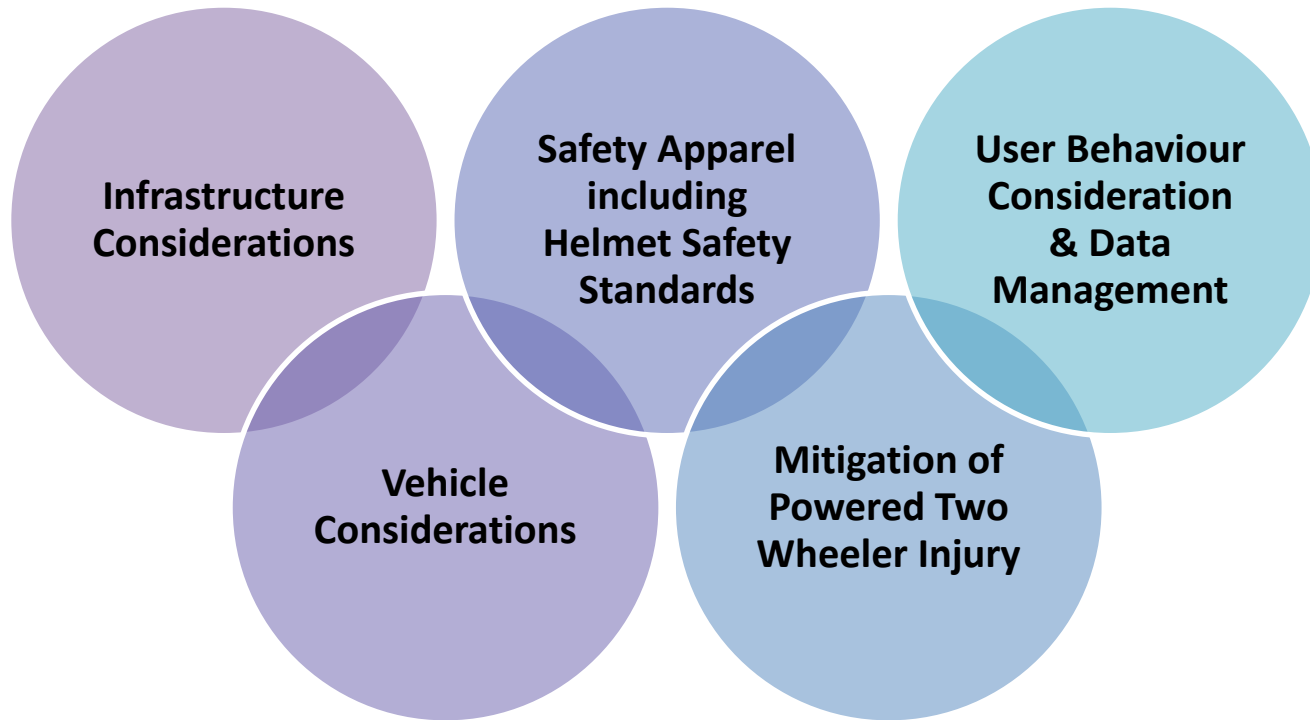 Infrastructure
Considerations
Safety Apparel
including
Helmet Safety
Standards
User Behaviour
Consideration
& Data
Management
Vehicle
Considerations
Mitigation of
Powered Two
Wheeler Injury